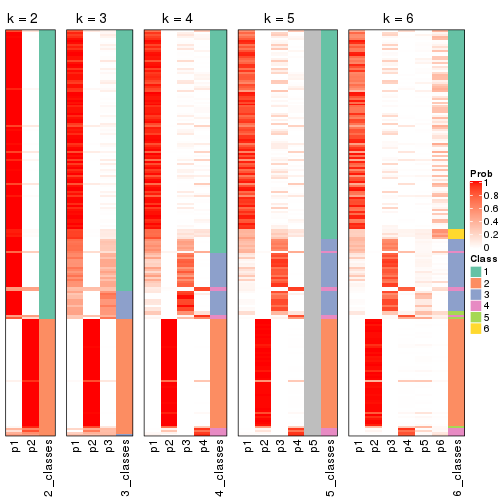 k = 2
k = 3
k = 4
k = 5
k = 6
p1
p2
2_classes
p1
p2
p3
3_classes
p1
p2
p3
p4
4_classes
p1
p2
p3
p4
p5
5_classes
p1
p2
p3
p4
p5
p6
6_classes
Prob
1
0.8
0.6
0.4
0.2
0
Class
1
2
3
4
5
6